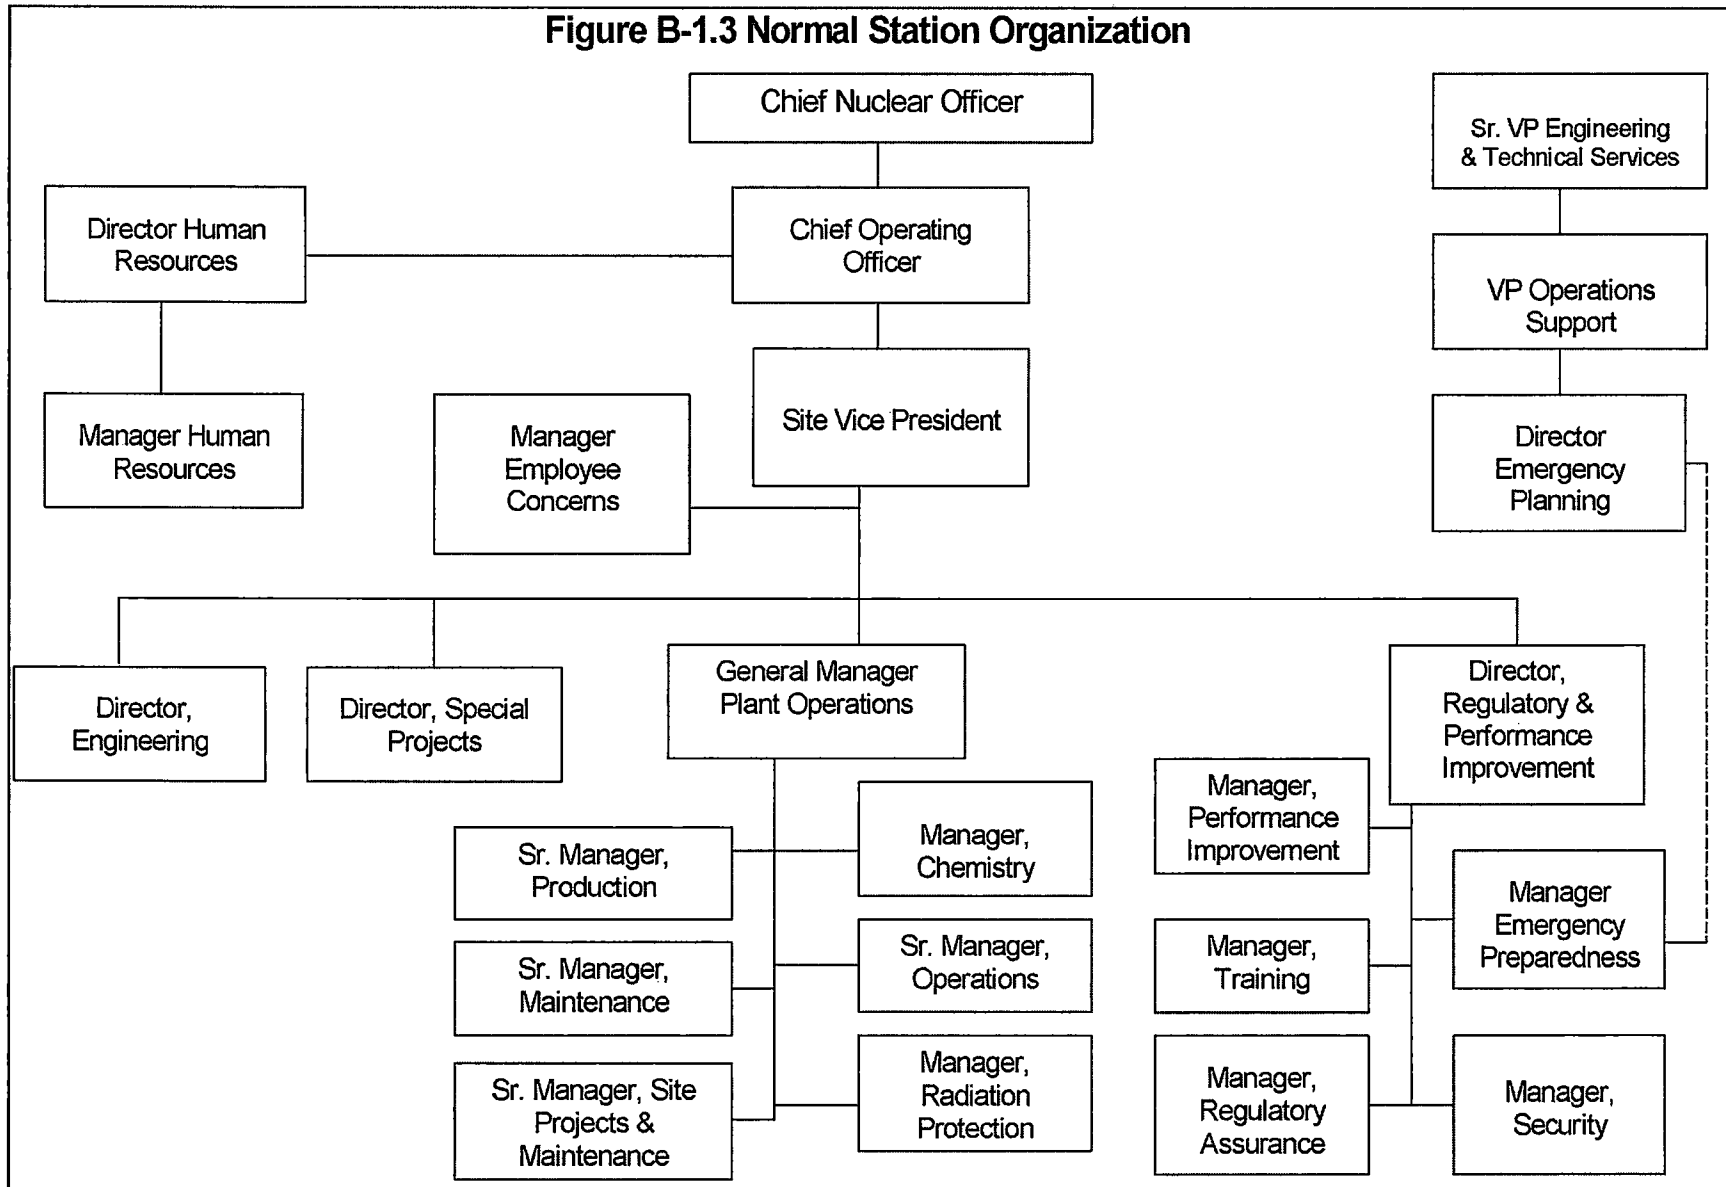 Figure B-1.3 Normal Station Organization
Chief Nuclear Officer
Sr. VP Engineering
& Technical Services
Director Human
Resources
Chief Operating
Officer
VP Operations
Support
Manager Human
Resources
Manager
Employee
Concerns
Site Vice President
Director
Emergency
Planning
Director,
Engineering
Director, Special
Projects
General Manager
Plant Operations
Director,
Regulatory &
Performance
Improvement
Sr. Manager,
Production
Manager,
Chemistry
Manager,
Performance
Improvement
Manager
Emergency
Preparedness
Sr. Manager,
Maintenance
Sr. Manager,
Operations
Manager,
Training
Sr. Manager, Site
Projects &
Maintenance
Manager,
Radiation
Protection
Manager,
Regulatory
Assurance
Manager,
Security